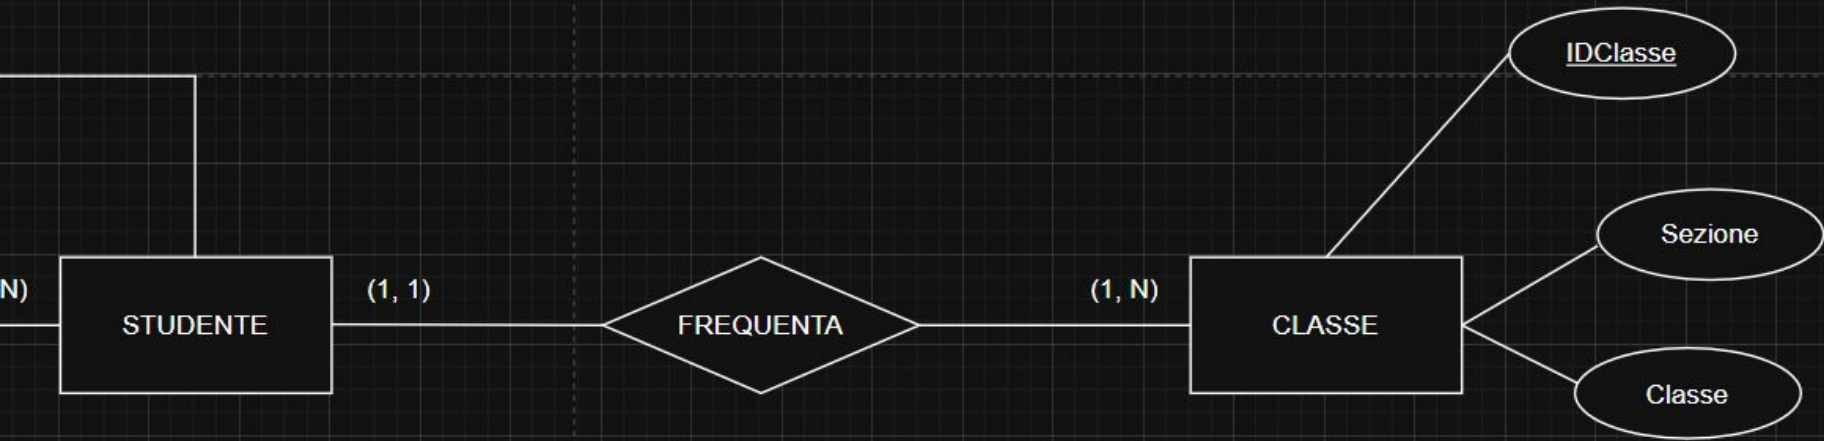 IDClasse
Sezione
N)
(1, 1)
(1, N)
STUDENTE
FREQUENTA
CLASSE
Classe